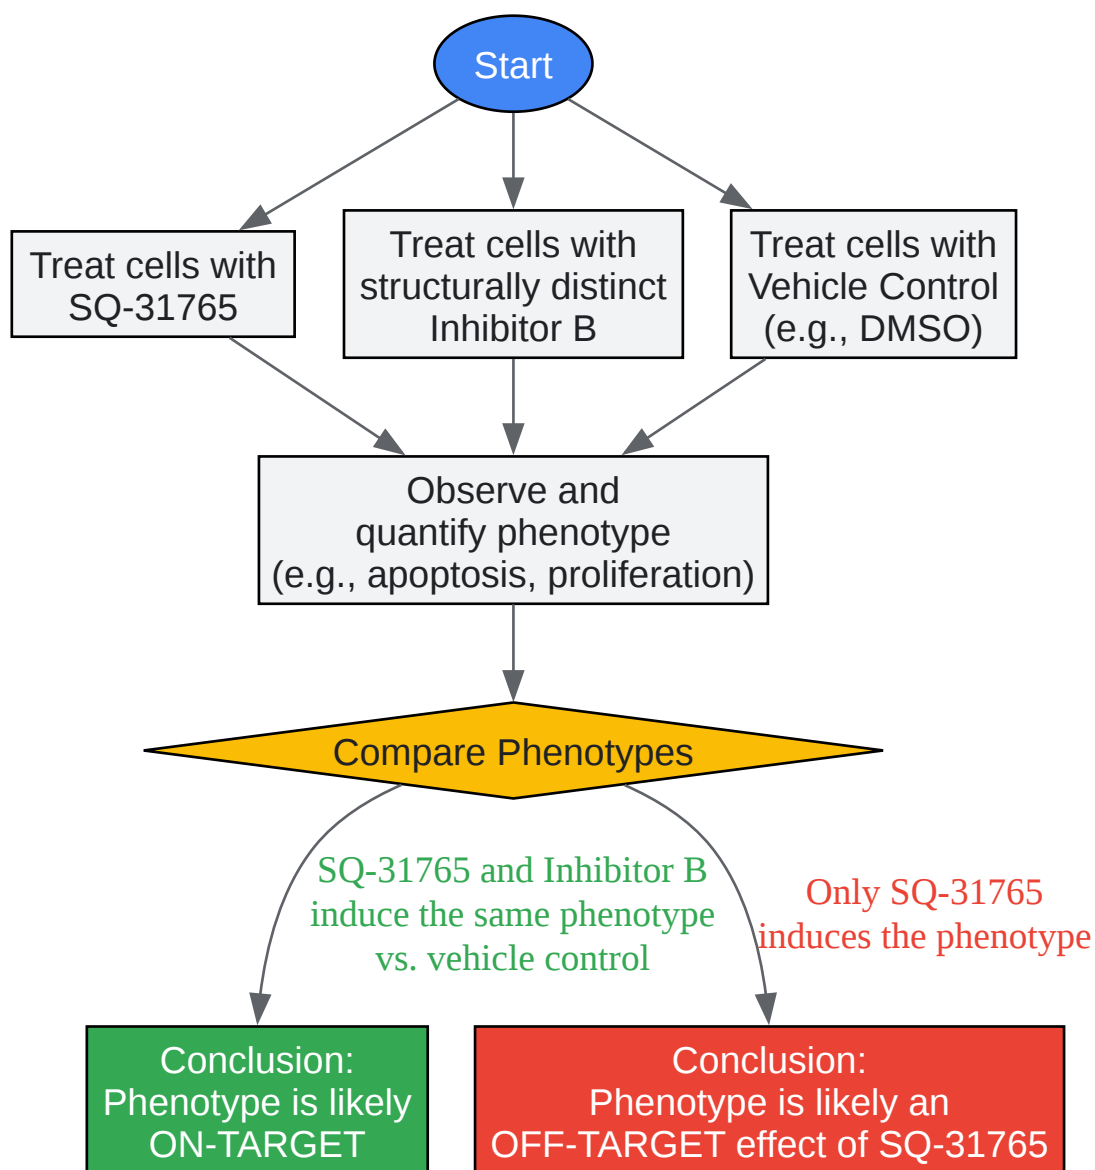 Start
Treat cells with
SQ-31765
Treat cells with
structurally distinct
Inhibitor B
Treat cells with
Vehicle Control
(e.g., DMSO)
Observe and
quantify phenotype
(e.g., apoptosis, proliferation)
Compare Phenotypes
SQ-31765 and Inhibitor B
induce the same phenotype
vs. vehicle control
Only SQ-31765
induces the phenotype
Conclusion:
Phenotype is likely
ON-TARGET
Conclusion:
Phenotype is likely an
OFF-TARGET effect of SQ-31765